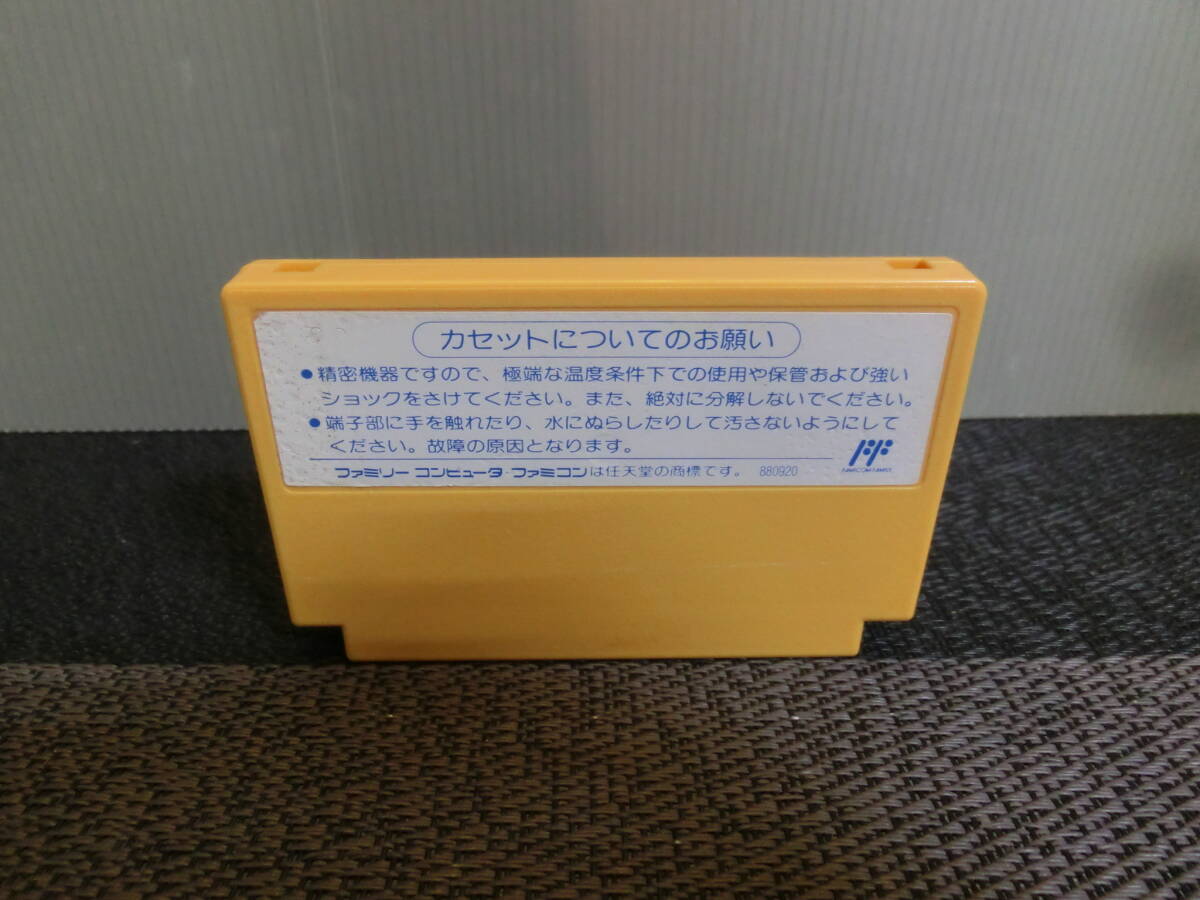 カセットについてのお願い
●精密機器ですので、極端な温度条件下での使用や保管および強い
ショックをさけてください。また、絶対に分解しないでください。
●端子部に手を触れたり、水にぬらしたりして汚さないようにして
ください。故障の原因となります。
ファミリー コンピュータ・ファミコンは任天堂の商標です。 880920